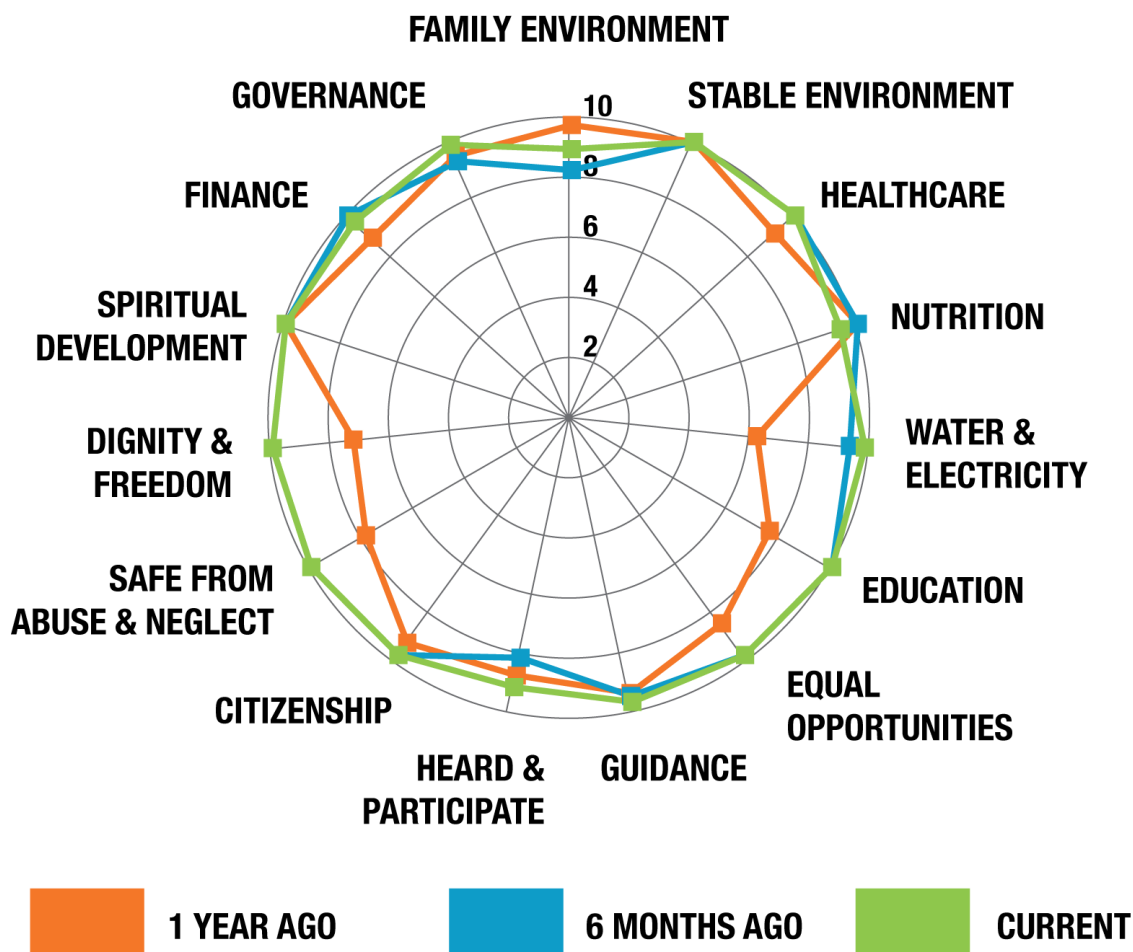 FAMILY ENVIRONMENT
GOVERNANCE
STABLE ENVIRONMENT
FINANCE
HEALTHCARE
SPIRITUAL
DEVELOPMENT
NUTRITION
DIGNITY &
FREEDOM
WATER &
ELECTRICITY
SAFE FROM
ABUSE & NEGLECT
EDUCATION
CITIZENSHIP
EQUAL
OPPORTUNITIES
HEARD &
PARTICIPATE
GUIDANCE
10
8
6
4
2
1 YEAR AGO
6 MONTHS AGO
CURRENT